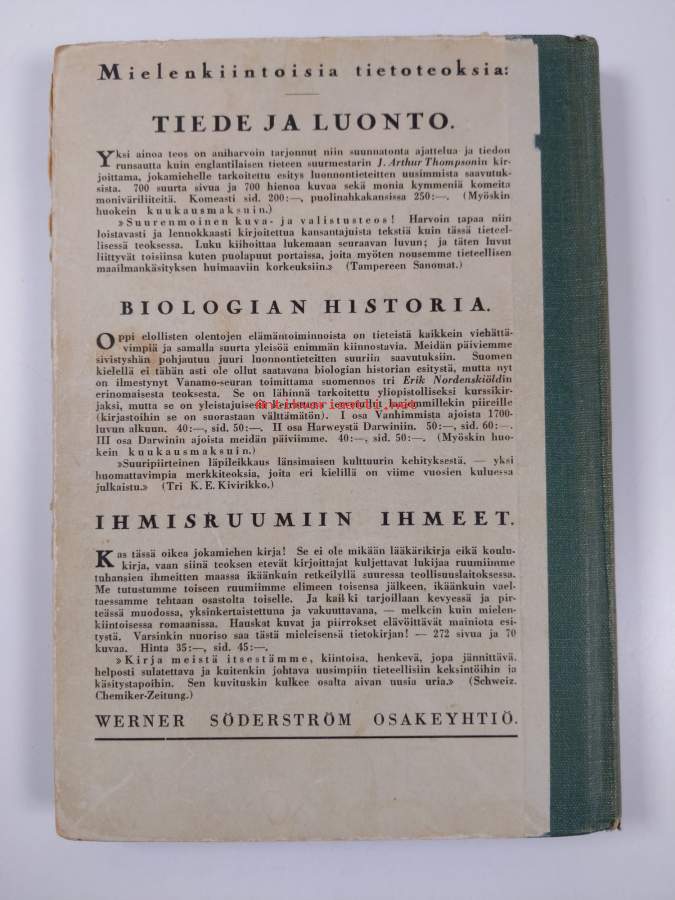 Mielenkiintoisia tietoteoksia:
TIEDE JA LUONTO.
Yksi ainoa teos on aniharvoin tarjonnut niin suunnatonta ajattelua ja tiedon
runsautta kuin englantilaisen tieteen suurmestarin J. Arthur Thompsonin kir-
joittama, jokamiehelle tarkoitettu esitys luonnontieteitten uusimmista saavutuk-
sista. 700 suurta sivua ja 700 hienoa kuvaa sekä monia kymmeniä komeita
moniväriliitteitä. Komeasti sid. 200:—, puolinahkakansissa 250:—. (Myöskin
huokein kuukausmaksuin.)
»Suurenmoinen kuva- ja valistusteos! Harvoin tapaa niin
loistavasti ja lennokkaasti kirjoitettua kansantajuista tekstiä kuin tässä tieteel-
lisessä teoksessa. Luku kiihoittaa lukemaan seuraavan luvun; ja täten luvut
liittyvät toisiinsa kuten puolapuut portaissa, joita myöten nousemme tieteellisen
maailmankäsityksen huimaaviin korkeuksiin.» (Tampereen Sanomat.)
BIOLOGIAN HISTORIA.
Oppi elollisten olentojen elämäntoiminnoista on tieteistä kaikkein viehättä-
vimpiä ja samalla suurta yleisöä enimmän kiinnostavia. Meidän päiviemme
sivistyshän pohjautuu juuri luonnontieteitten suuriin saavutuksiin. Suomen
kielellä ei tähän asti ole ollut saatavana biologian historian esitystä, mutta nyt
on ilmestynyt Vanamo-seuran toimittama suomennos tri Erik Nordenskiöldin
erinomaisesta teoksesta. Se on lähinnä tarkoitettu yliopistolliseksi kurssikir-
jaksi, mutta se on yleistajuisena teoksena tarpeen laajemmillekin piireille
(kirjastoihin se on suorastaan välttämätön). I osa Vanhimmista ajoista 1700-
luvun alkuun. 40:—, sid. 50:—. II osa Harweystä Darwiniin. 50:—, sid. 60:—.
III osa Darwinin ajoista meidän päiviimme. 40:—, sid. 50:—. (Myöskin huo-
kein kuukausmaksuin.)
»Suuripiirteinen läpileikkaus länsimaisen kulttuurin kehityksestä, — yksi
huomattavimpia merkkiteoksia, joita eri kielillä on viime vuosien kuluessa
julkaistu.» (Tri K. E. Kivirikko.)
IHMISRUUMIIN IHMEET.
Kas tässä oikea jokamiehen kirja! Se ei ole mikään lääkärikirja eikä koulu-
kirja, vaan siinä teoksen etevät kirjoittajat kuljettavat lukijaa ruumiimme
tuhansien ihmeitten maassa ikäänkuin retkeilyllä suuressa teollisuuslaitoksessa.
Me tutustumme toiseen ruumiimme elimeen toisensa jälkeen, ikäänkuin vael-
taessamme tehtaan osastolta toiselle. Ja kaikki tarjoillaan kevyessä ja pir-
teässä muodossa, yksinkertaistettuna ja vakuuttavana, — melkein kuin mielen-
kiintoisessa romaanissa. Hauskat kuvat ja piirrokset elävöittävät mainiota esi-
tystä. Varsinkin nuoriso saa tästä mieleisensä tietokirjan! — 272 sivua ja 70
kuvaa. Hinta 35:—, sid. 45:—.
»Kirja meistä itsestämme, kiintoisa, henkevä, jopa jännittävä,
helposti sulatettava ja kuitenkin johtava uusimpiin tieteellisiin keksintöihin ja
käsitystapoihin. Sen kuvituskin kulkee osalta aivan uusia uria.» (Schweiz.
Chemiker-Zeitung.)
WERNER SÖDERSTRÖM OSAKEYHTIÖ.